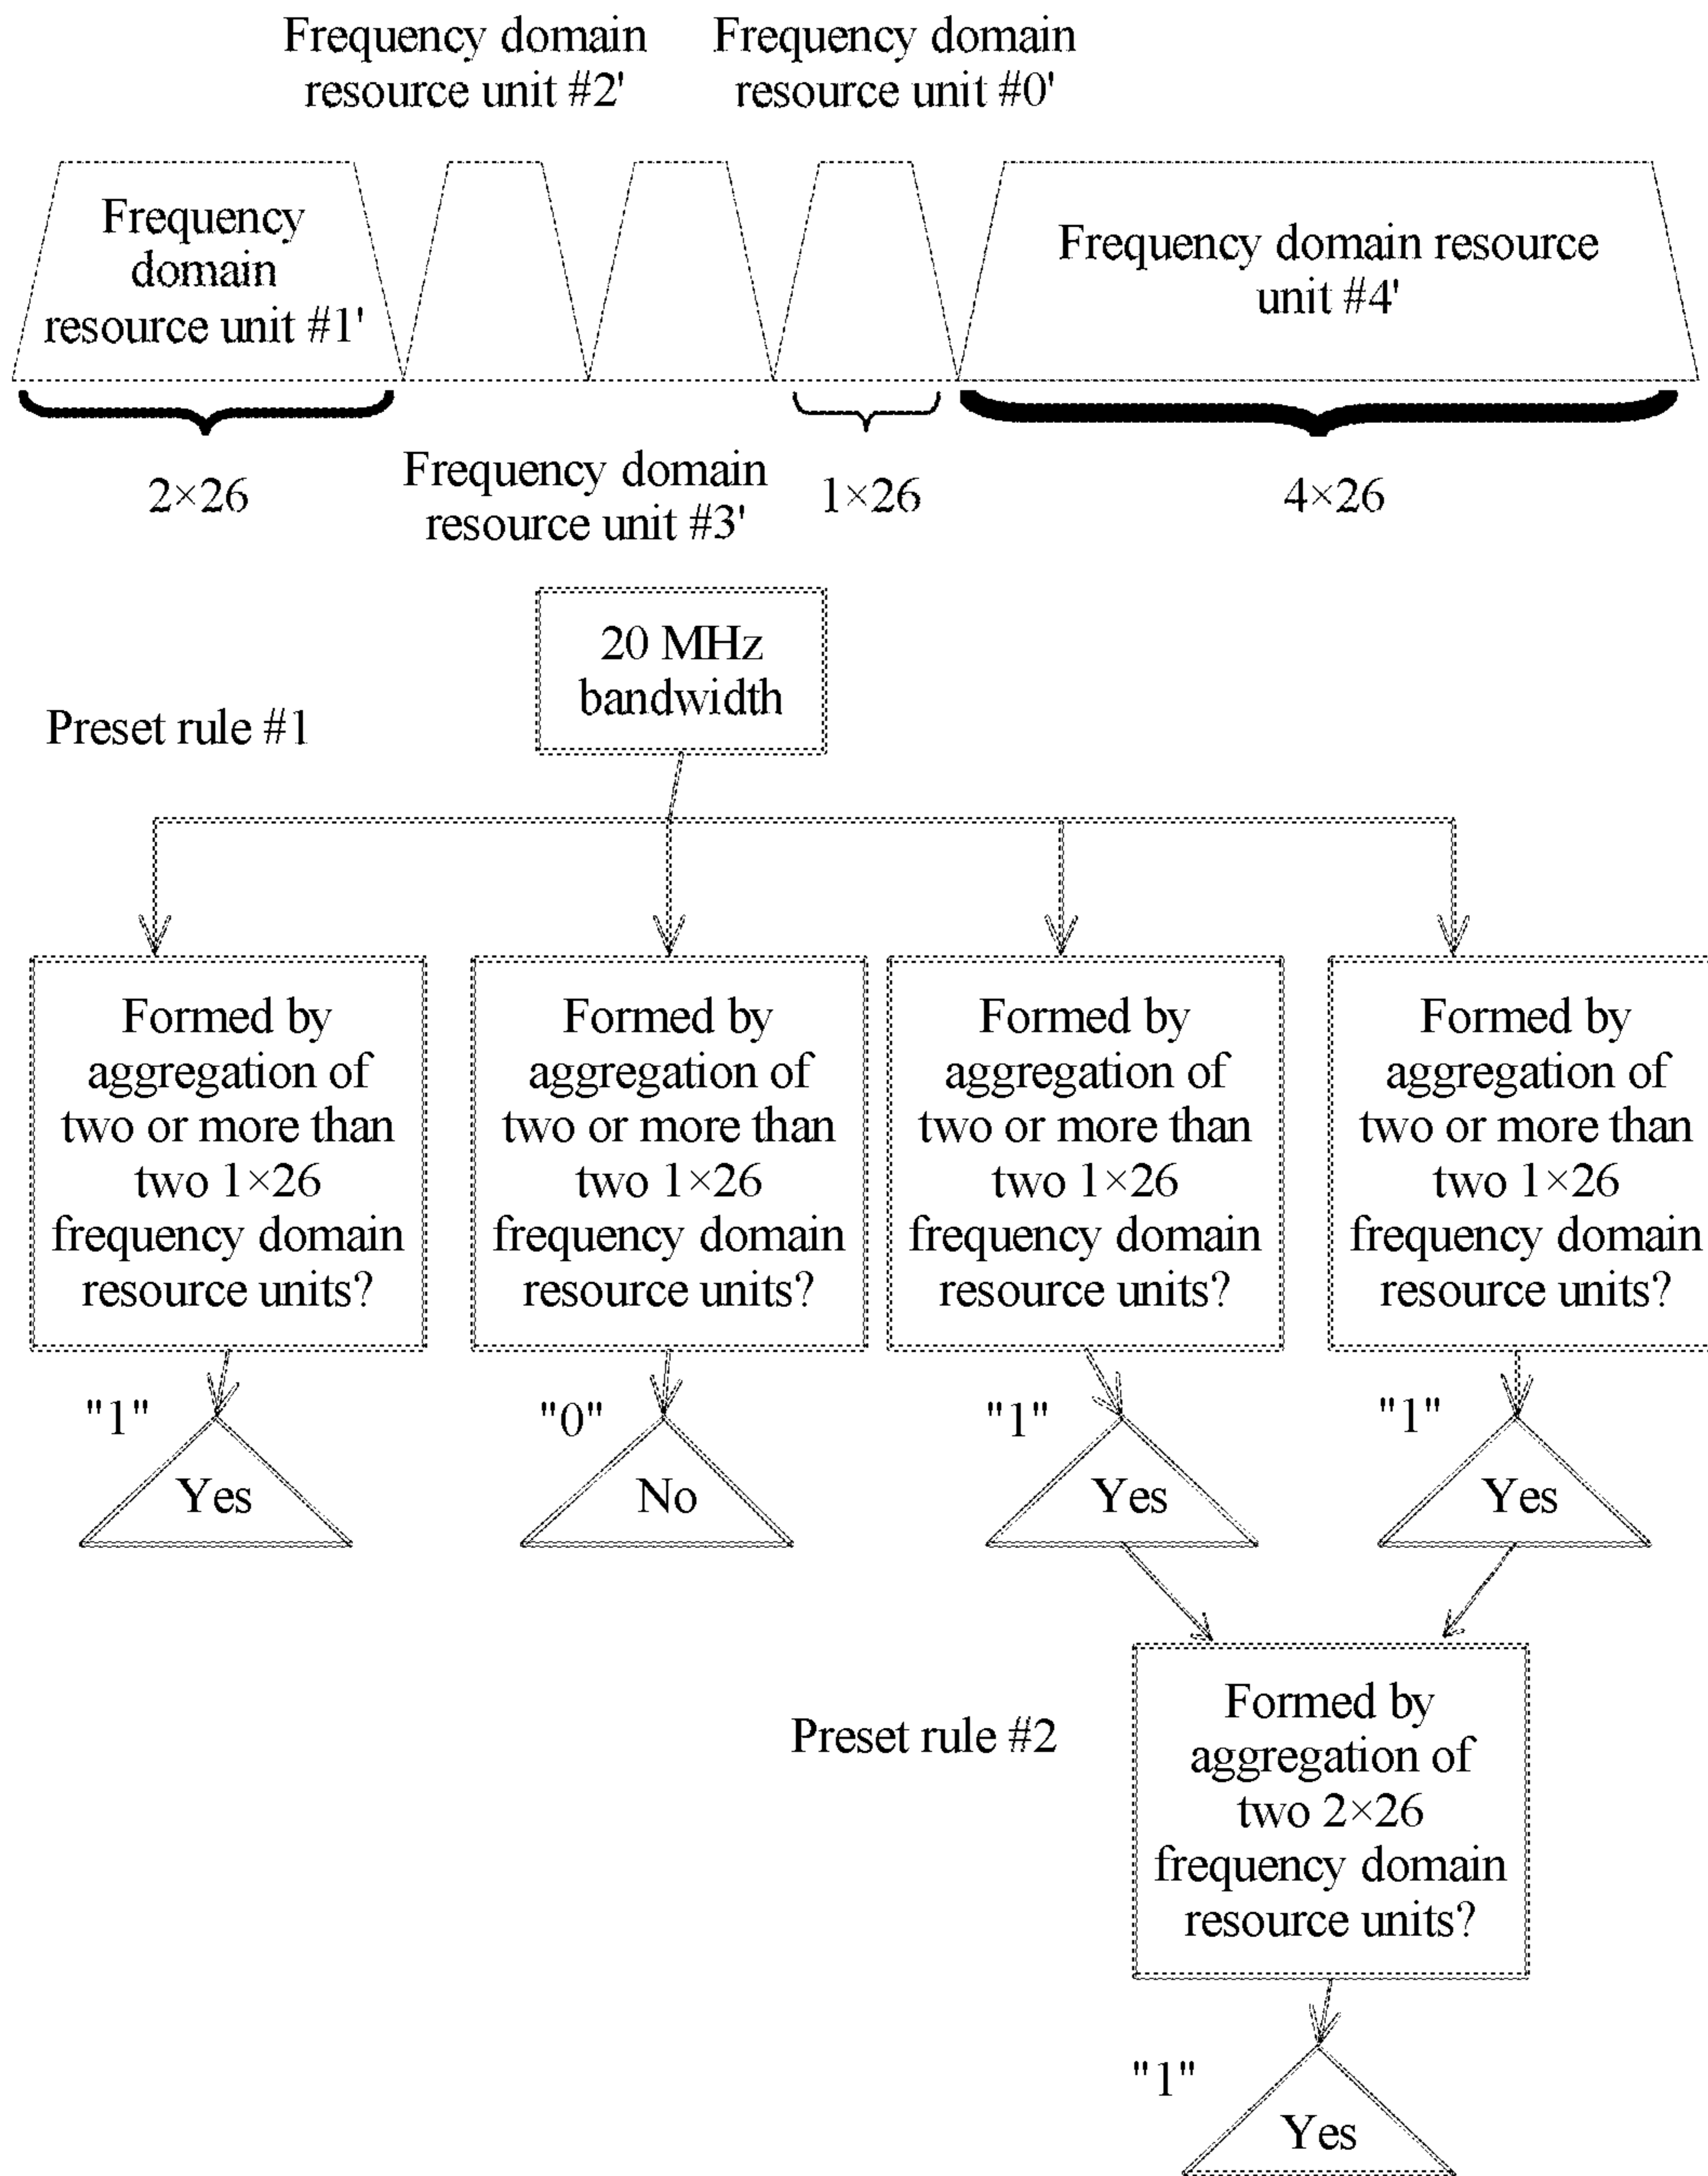 Frequency domain
resource unit #2'
Frequency domain
resource unit #0'
Frequency
domain
resource unit #1'
Frequency domain resource
unit #4'
2×26
Frequency domain
resource unit #3'
1×26
4×26
20 MHz
bandwidth
Preset rule #1
Formed by
aggregation of
two or more than
two 1×26
frequency domain
resource units?
Formed by
aggregation of
two or more than
two 1×26
frequency domain
resource units?
Formed by
aggregation of
two or more than
two 1×26
frequency domain
resource units?
Formed by
aggregation of
two or more than
two 1×26
frequency domain
resource units?
"1"
Yes
"0"
No
"1"
Yes
"1"
Yes
Preset rule #2
Formed by
aggregation of
two 2×26
frequency domain
resource units?
"1"
Yes